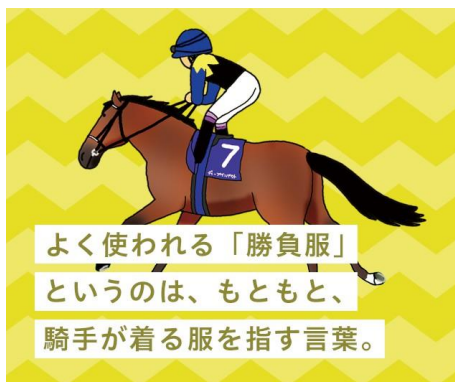 7
よく使われる「勝負服」
というのは、もともと、
騎手が着る服を指す言葉。